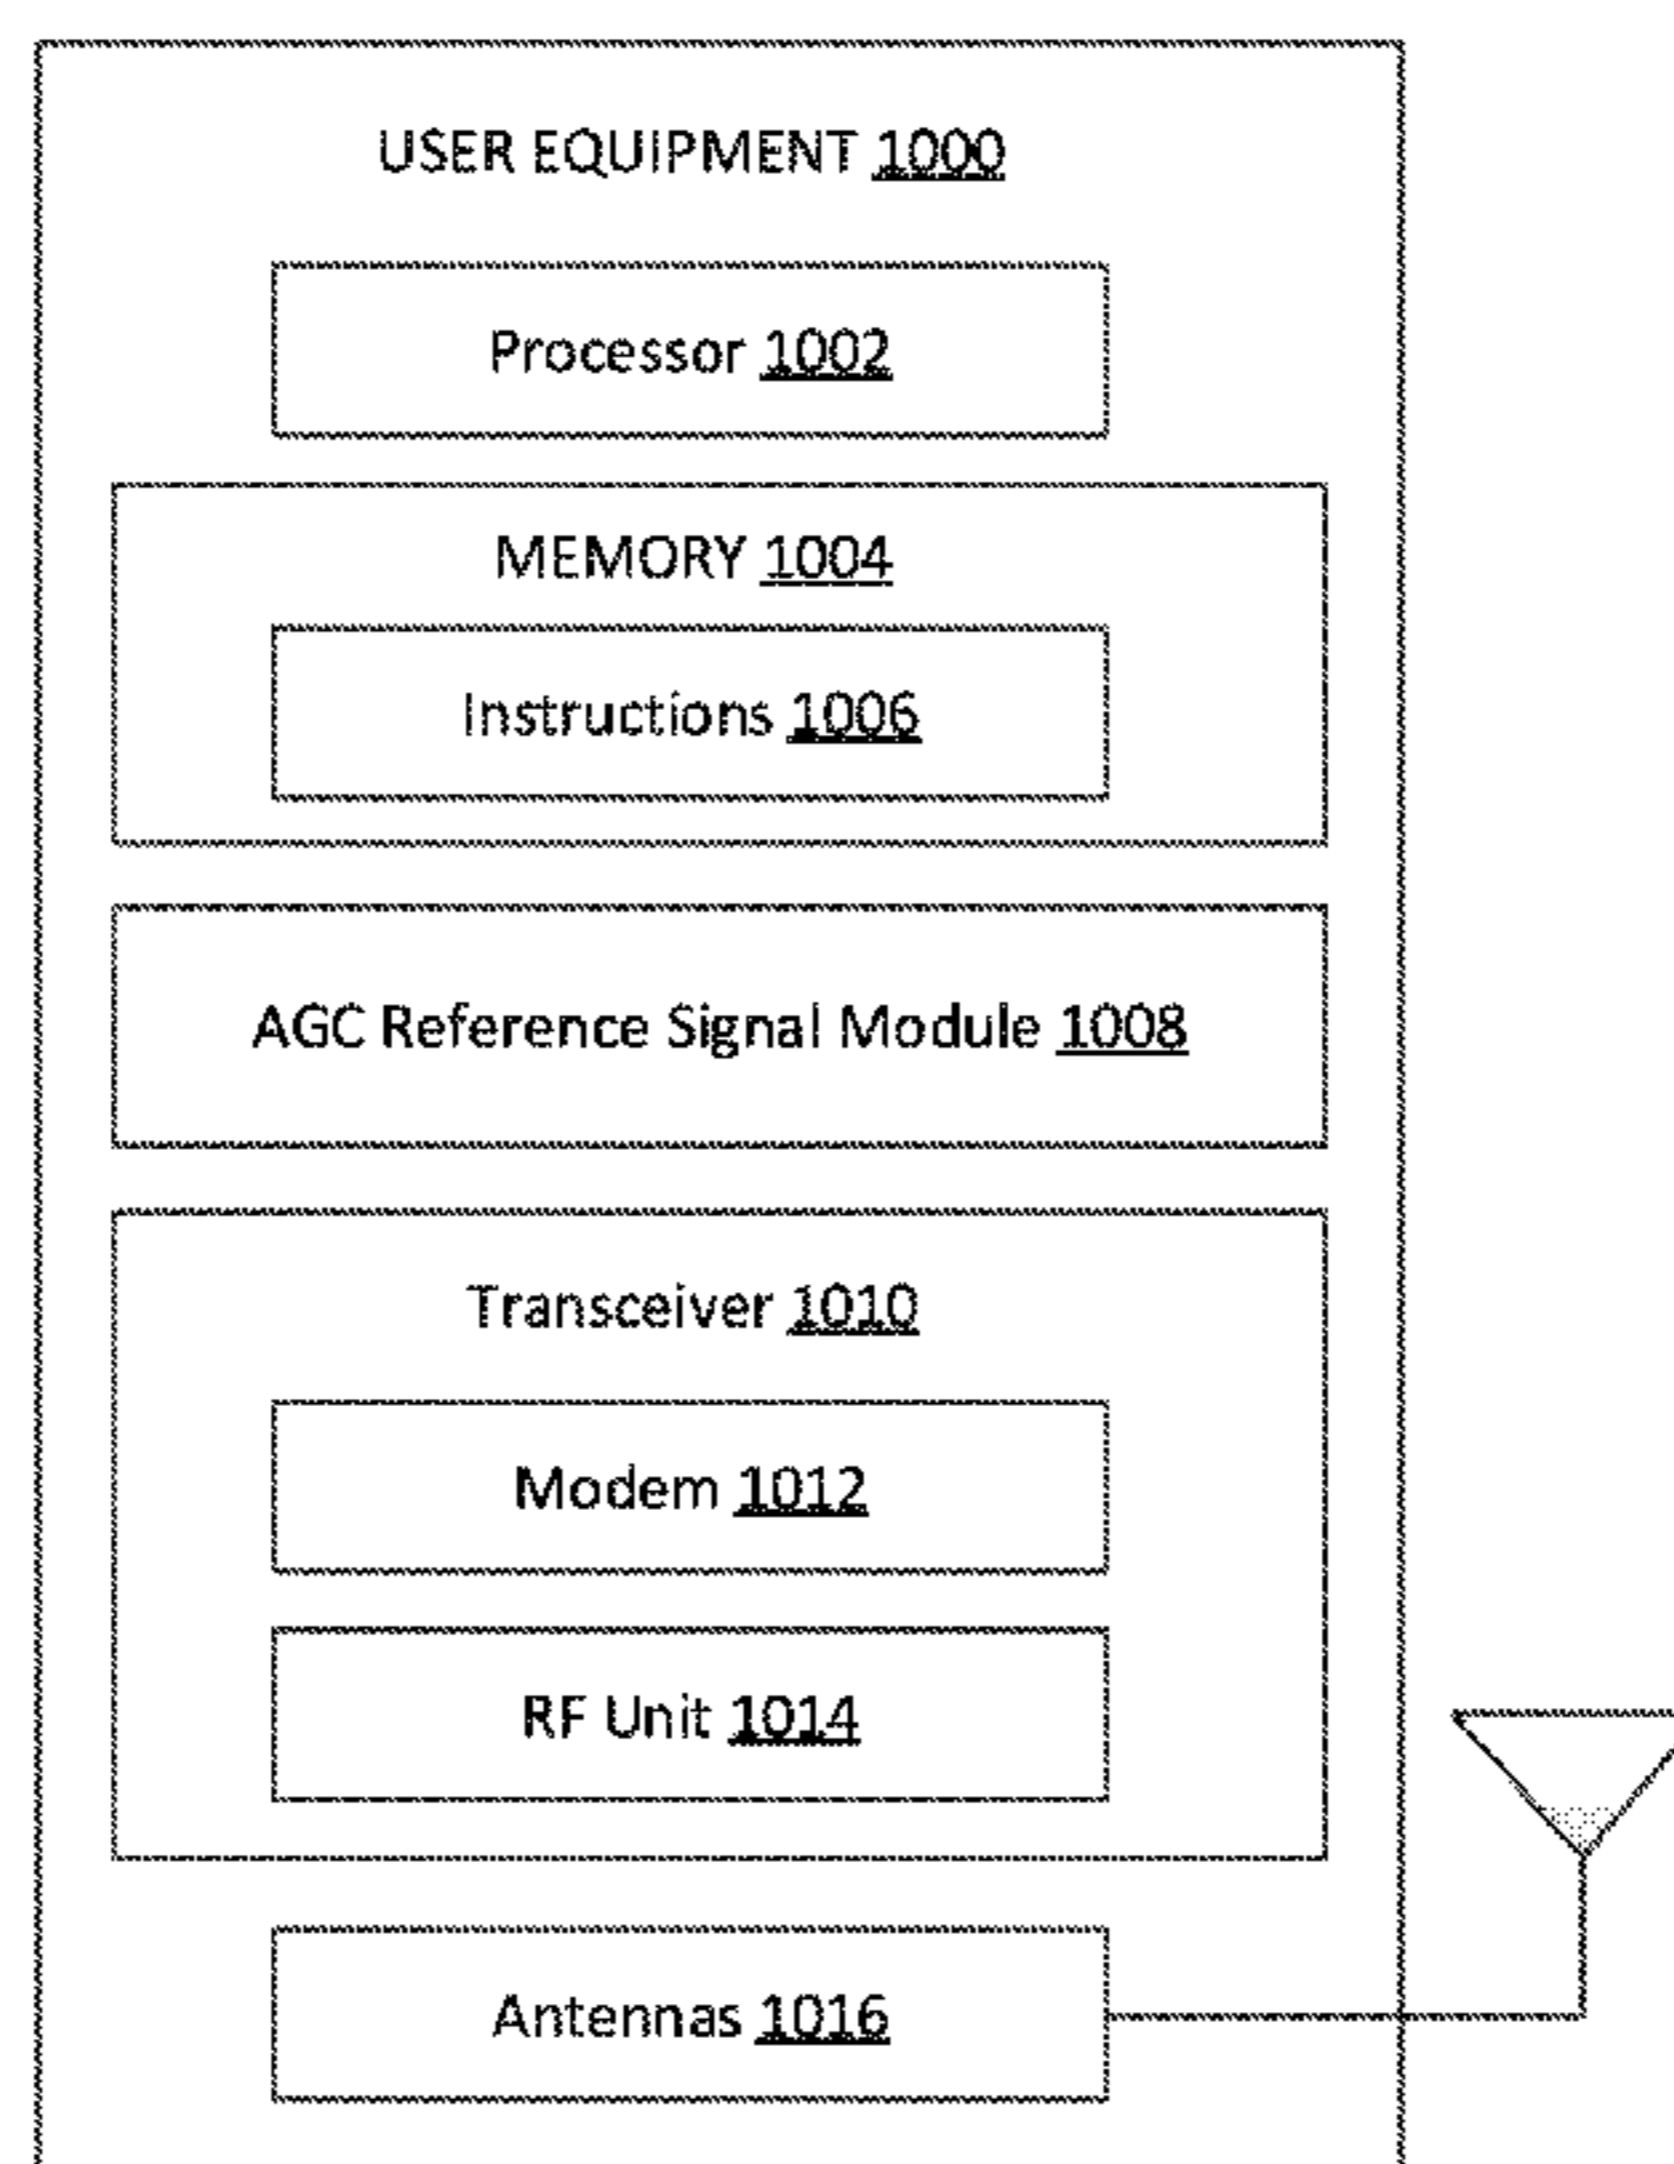 USER EQUIPMENT 1000
Processor 1002
MEMORY 1004
Instructions 1006
AGC Reference Signal Module 1008
Transceiver 1010
Modem 1012
RF Unit 1014
Antennas 1016